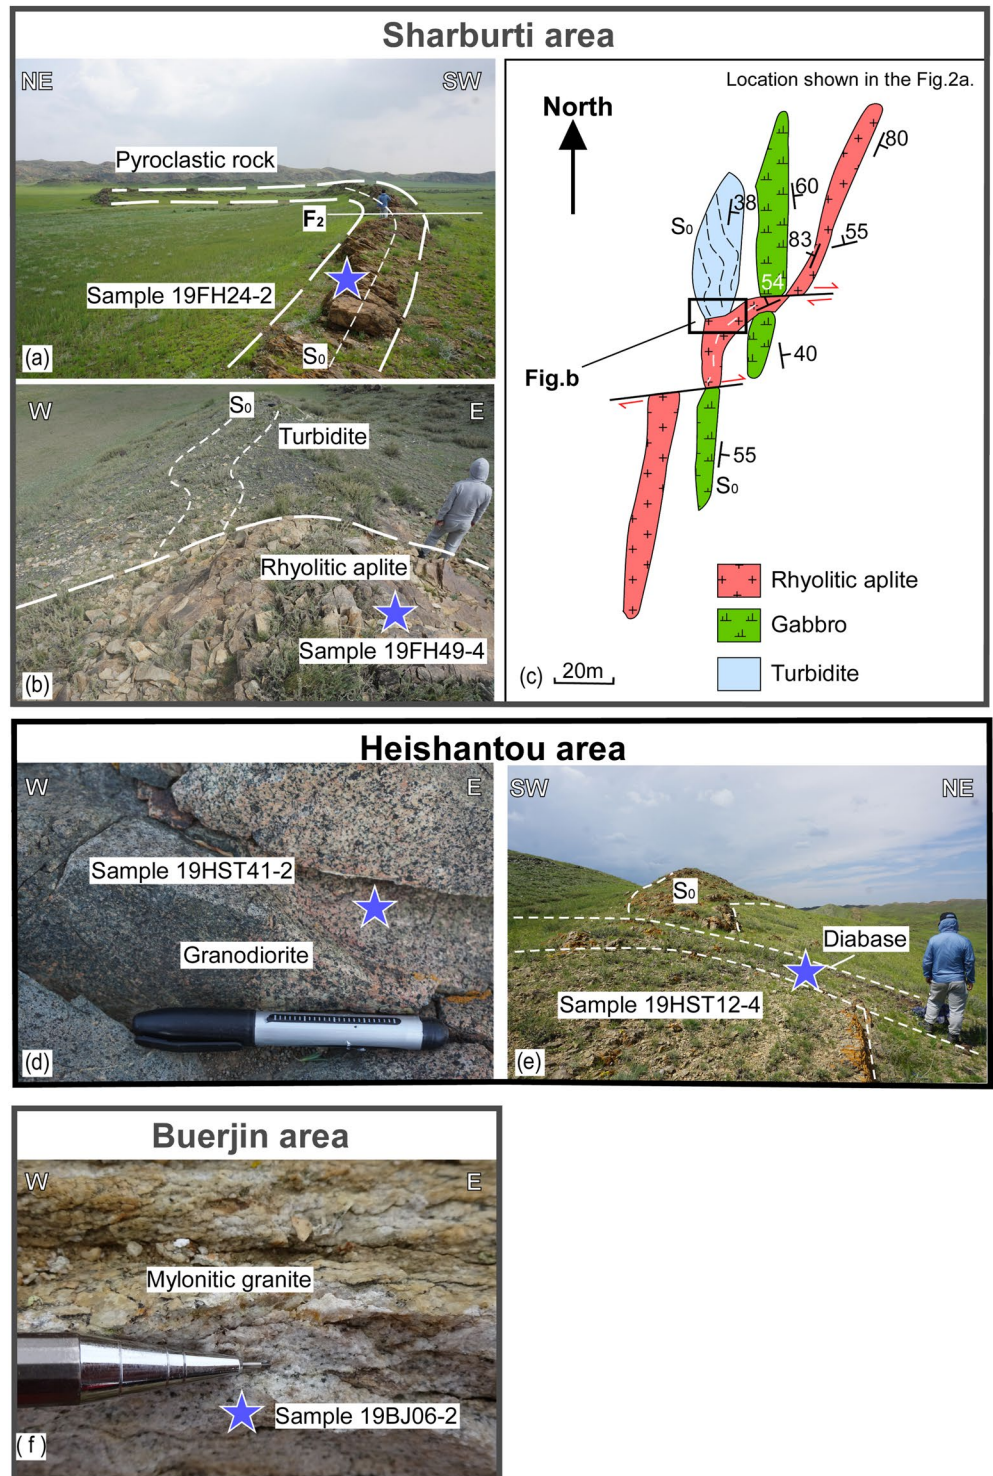 Sharburti area
NE
SW
Pyroclastic rock
F2
Sample 19FH24-2
S0
(a)
W
E
S0
Turbidite
Rhyolitic aplite
Sample 19FH49-4
(b)
Location shown in the Fig.2a.
North
80
60
38
S0
83
55
54
40
Fig.b
55
S0
Rhyolitic aplite
Gabbro
Turbidite
(c)
20m
Heishantou area
W
E
Sample 19HST41-2
Granodiorite
(d)
SW
NE
S0
Diabase
Sample 19HST12-4
(e)
Buerjin area
W
E
Mylonitic granite
Sample 19BJ06-2
(f)